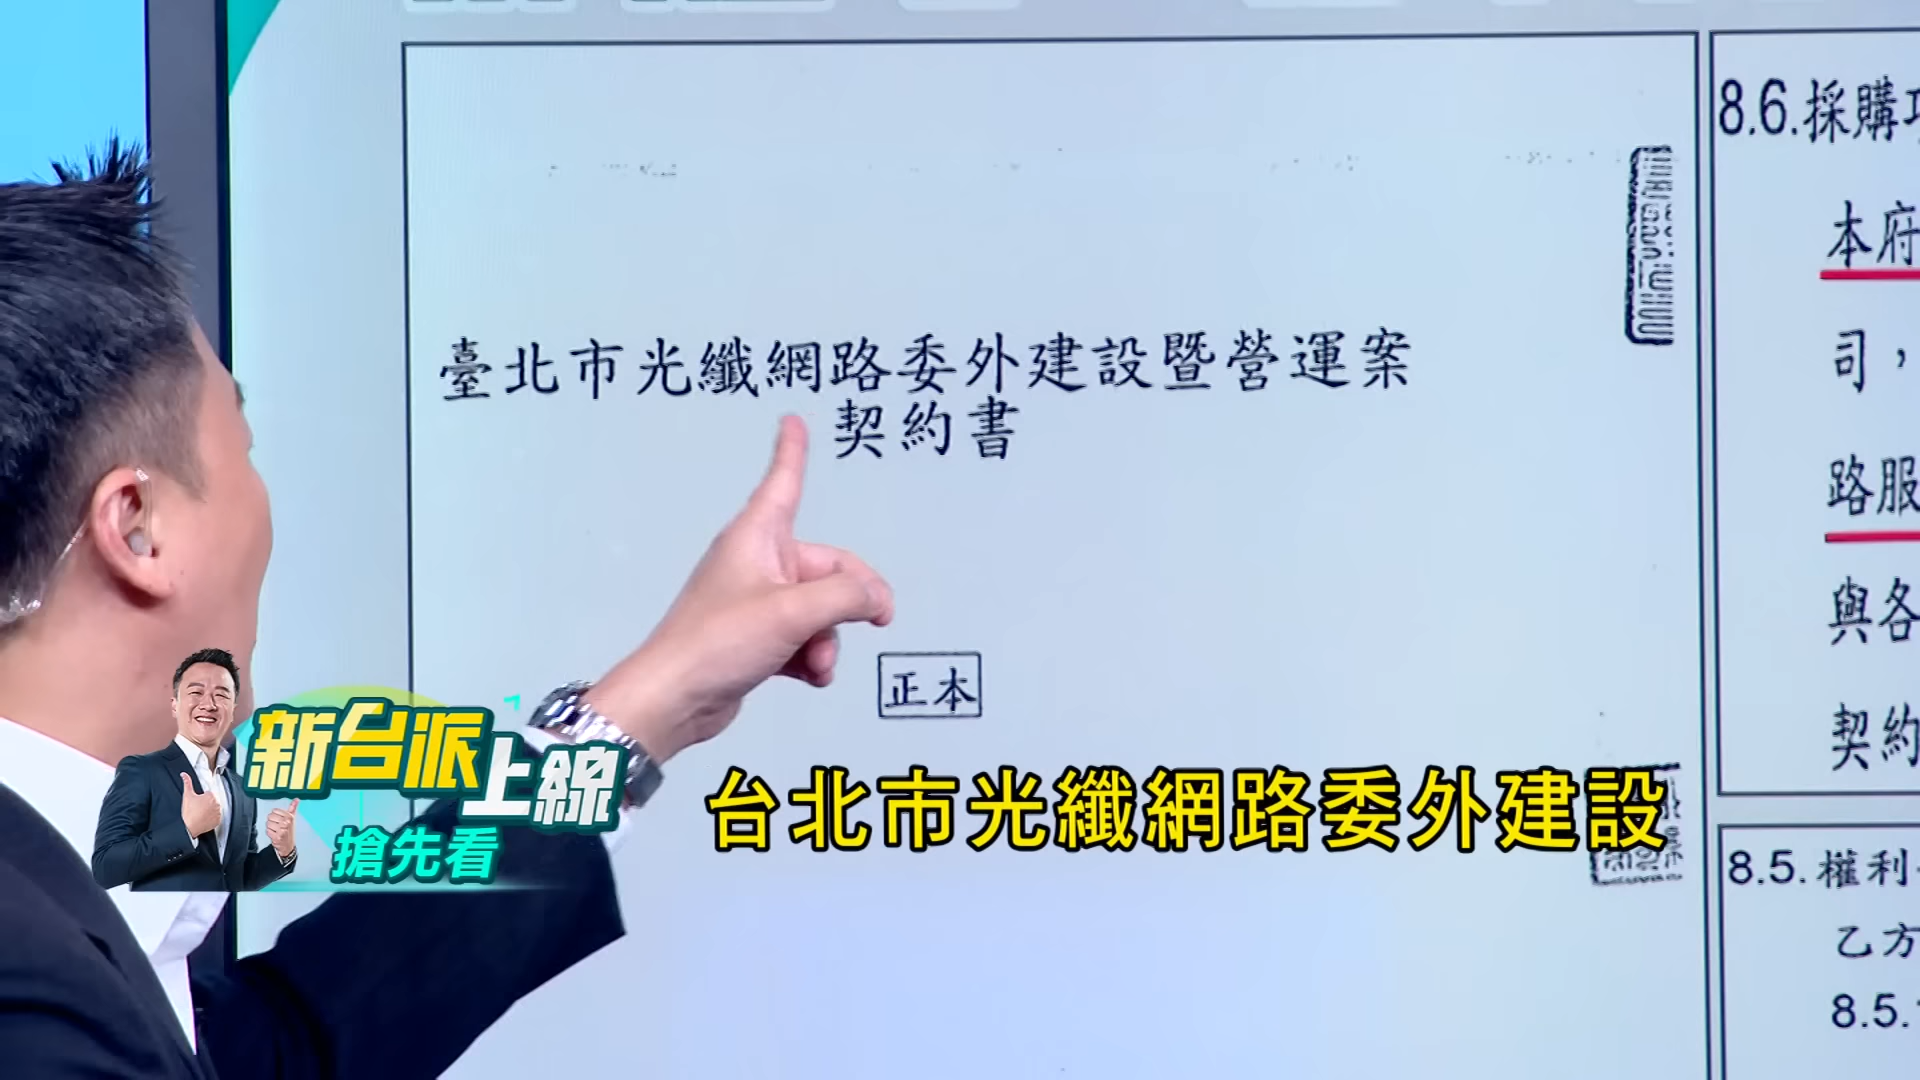 臺北市光纖網路委外建設暨營運案
契約書
正本
8.6.採購
本府
司，
路服
與各
契約
8.5.權利
乙方
8.5.
新台派上線
搶先看
台北市光纖網路委外建設